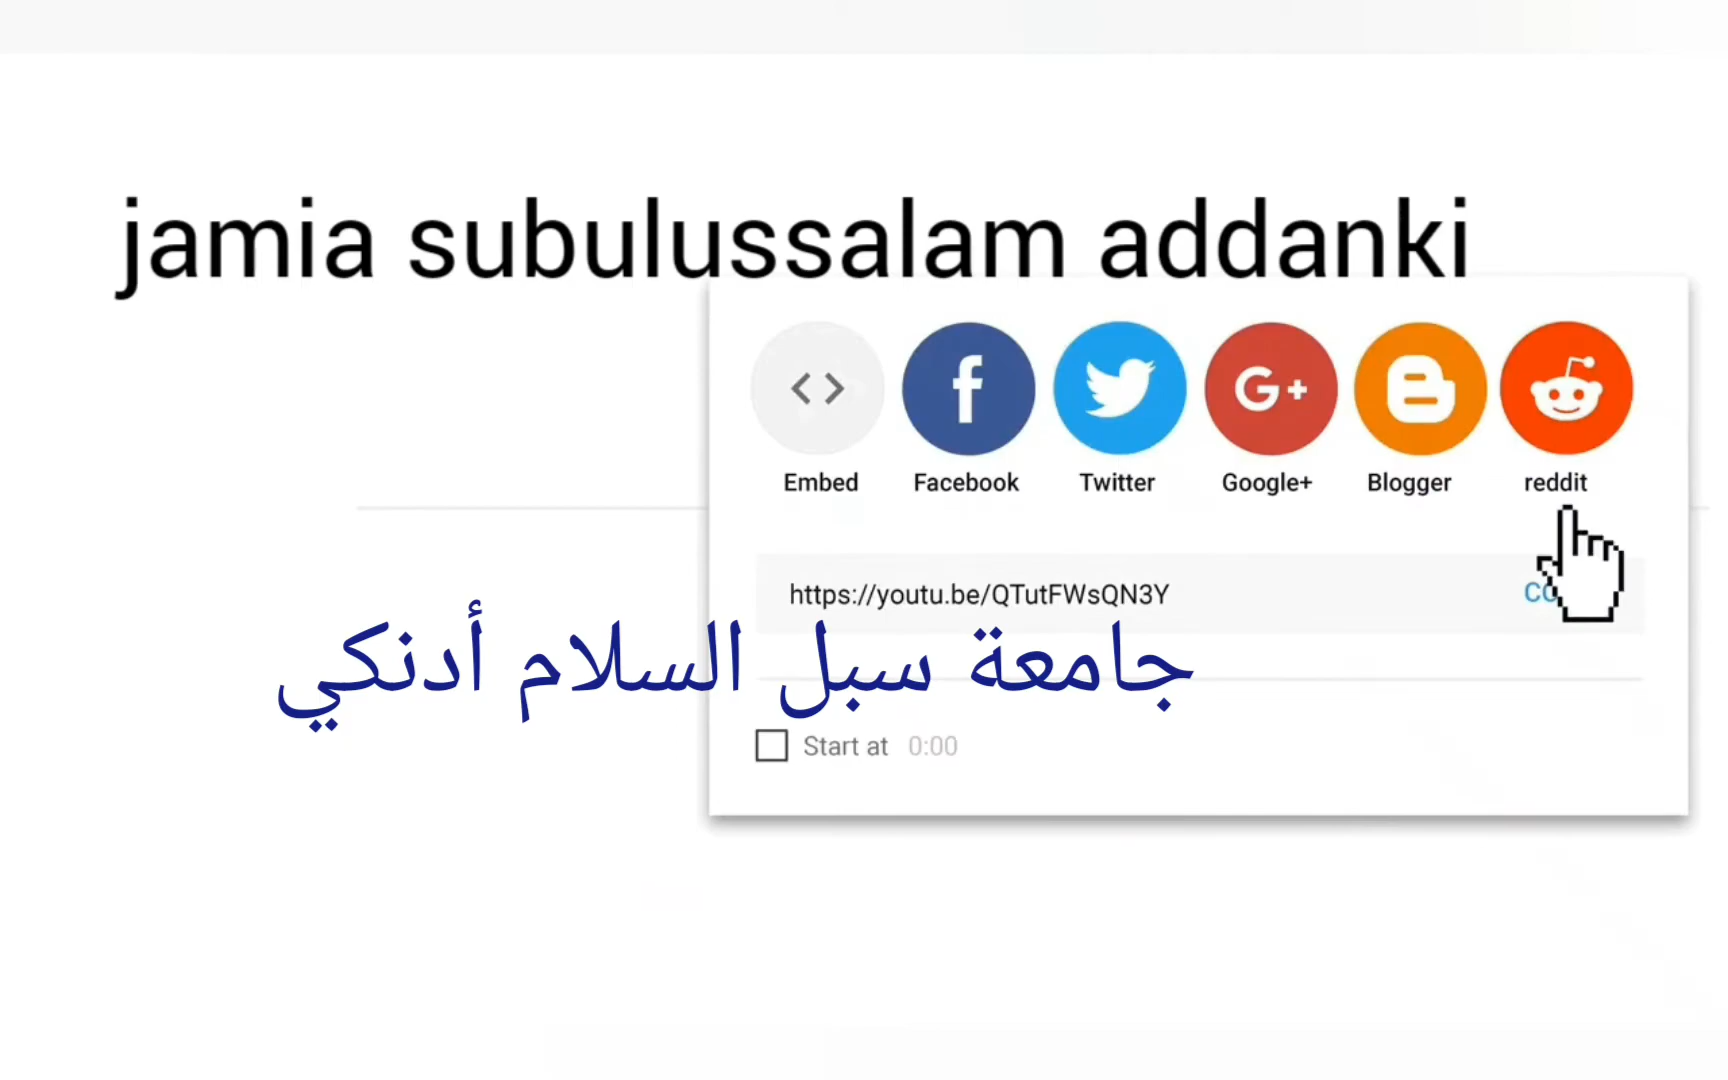 jamia subulussalam addanki
Embed Facebook Twitter Google+ Blogger reddit
https://youtu.be/QTutFWsQN3Y
جامعة سبل السلام أدنكي
Start at 0:00